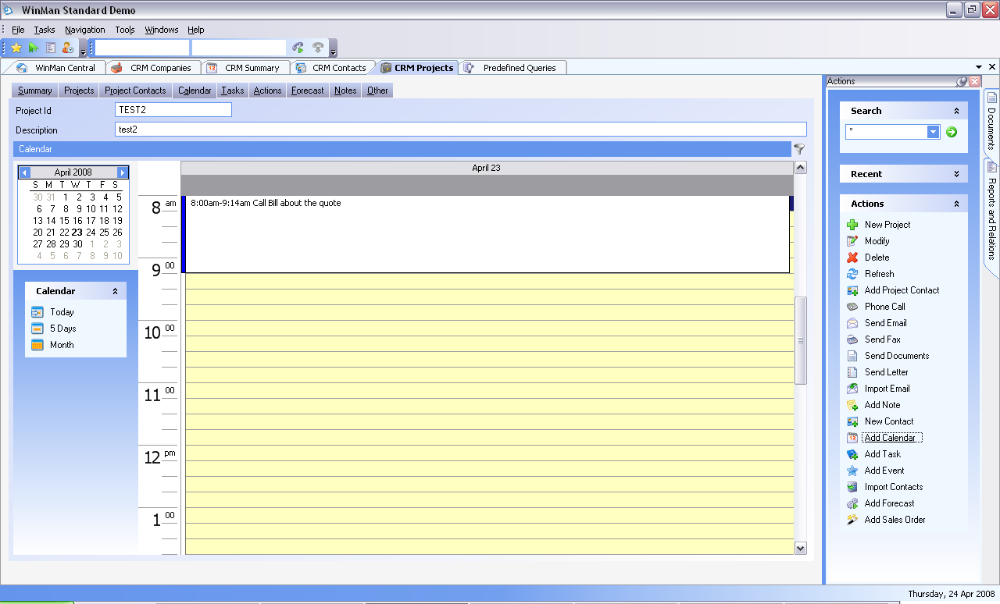 WinMan Standard Demo
File Tasks Navigation Tools Windows Help
WinMan Central CRM Companies CRM Summary CRM Contacts CRM Projects Predefined Queries
Summary Projects Project Contacts Calendar Tasks Actions Forecast Notes Other
Project Id TEST2
Description test2
Calendar
April 2008
S M T W T F S
30 31 1 2 3 4 5
6 7 8 9 10 11 12
13 14 15 16 17 18 19
20 21 22 23 24 25 26
27 28 29 30 1 2 3
4 5 6 7 8 9 10
Calendar
Today
5 Days
Month
April 23
8 am
8:00am-9:14am Call Bill about the quote
9 00
10 00
11 00
12 pm
1 00
Actions
Search
*
Recent
Actions
New Project
Modify
Delete
Refresh
Add Project Contact
Phone Call
Send Email
Send Fax
Send Documents
Send Letter
Import Email
Add Note
New Contact
Add Calendar
Add Task
Add Event
Import Contacts
Add Forecast
Add Sales Order
Documents
Reports and Relations
Thursday, 24 Apr 2008